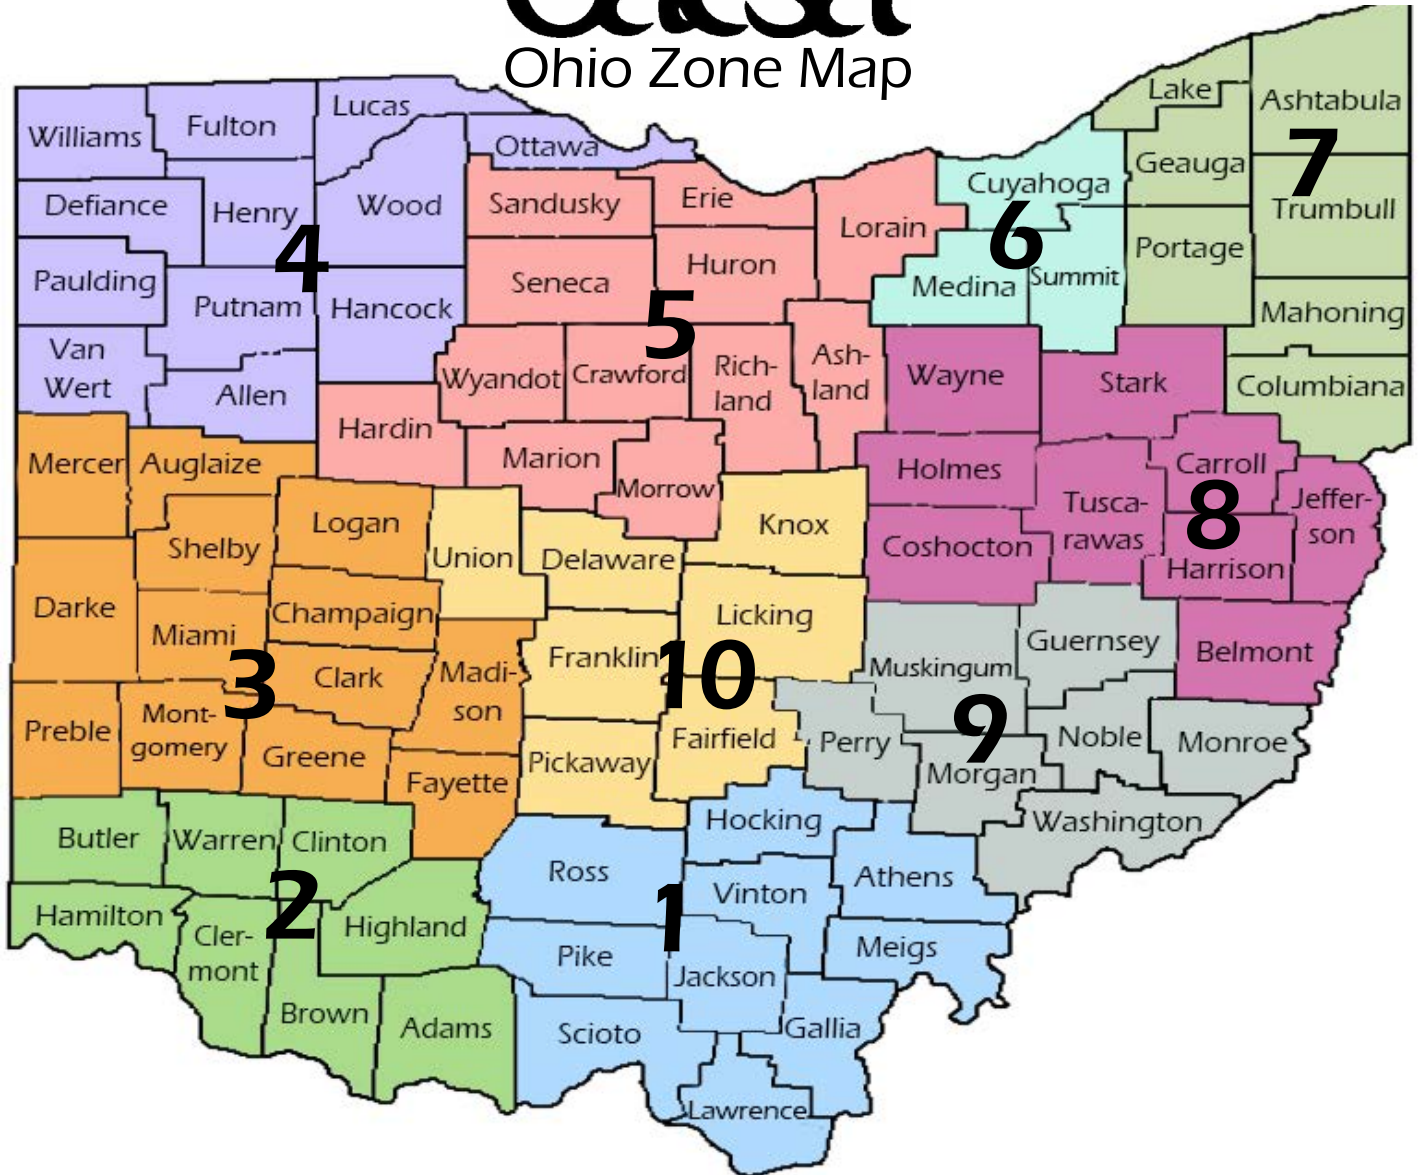 Ohio Zone Map
Lake
Ashtabula
Lucas
Williams
Fulton
Ottawa
7
Geauga
Cuyahoga
Sandusky
Erie
Defiance
Henry
Wood
Trumbull
Lorain
6
4
Portage
Huron
Paulding
Seneca
Medina
Summit
Putnam
Hancock
Mahoning
5
Van
Wert
Ash-
land
Wyandot
Crawford
Rich-
land
Wayne
Stark
Columbiana
Allen
Hardin
Mercer
Auglaize
Marion
Morrow
Holmes
Carroll
Jeffer-
son
Logan
Knox
Tusca-
rawas
8
Shelby
Union
Delaware
Coshocton
Harrison
Darke
Champaign
Licking
Miami
Guernsey
Belmont
Franklin
10
Muskingum
3
Clark
Madi-
son
Preble
Mont-
gomery
9
Greene
Fairfield
Perry
Noble
Monroe
Pickaway
Fayette
Morgan
Hocking
Washington
Butler
Warren
Clinton
Ross
Athens
Vinton
2
1
Hamilton
Highland
Cler-
mont
Pike
Meigs
Jackson
Brown
Adams
Scioto
Gallia
Lawrence